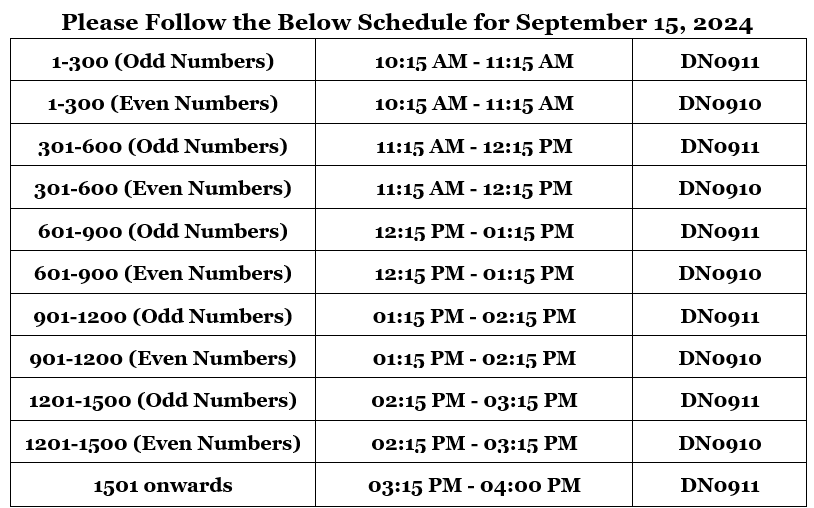 Please Follow the Below Schedule for September 15, 2024
1-300 (Odd Numbers) 10:15 AM - 11:15 AM DN0911
1-300 (Even Numbers) 10:15 AM - 11:15 AM DN0910
301-600 (Odd Numbers) 11:15 AM - 12:15 PM DN0911
301-600 (Even Numbers) 11:15 AM - 12:15 PM DN0910
601-900 (Odd Numbers) 12:15 PM - 01:15 PM DN0911
601-900 (Even Numbers) 12:15 PM - 01:15 PM DN0910
901-1200 (Odd Numbers) 01:15 PM - 02:15 PM DN0911
901-1200 (Even Numbers) 01:15 PM - 02:15 PM DN0910
1201-1500 (Odd Numbers) 02:15 PM - 03:15 PM DN0911
1201-1500 (Even Numbers) 02:15 PM - 03:15 PM DN0910
1501 onwards 03:15 PM - 04:00 PM DN0911